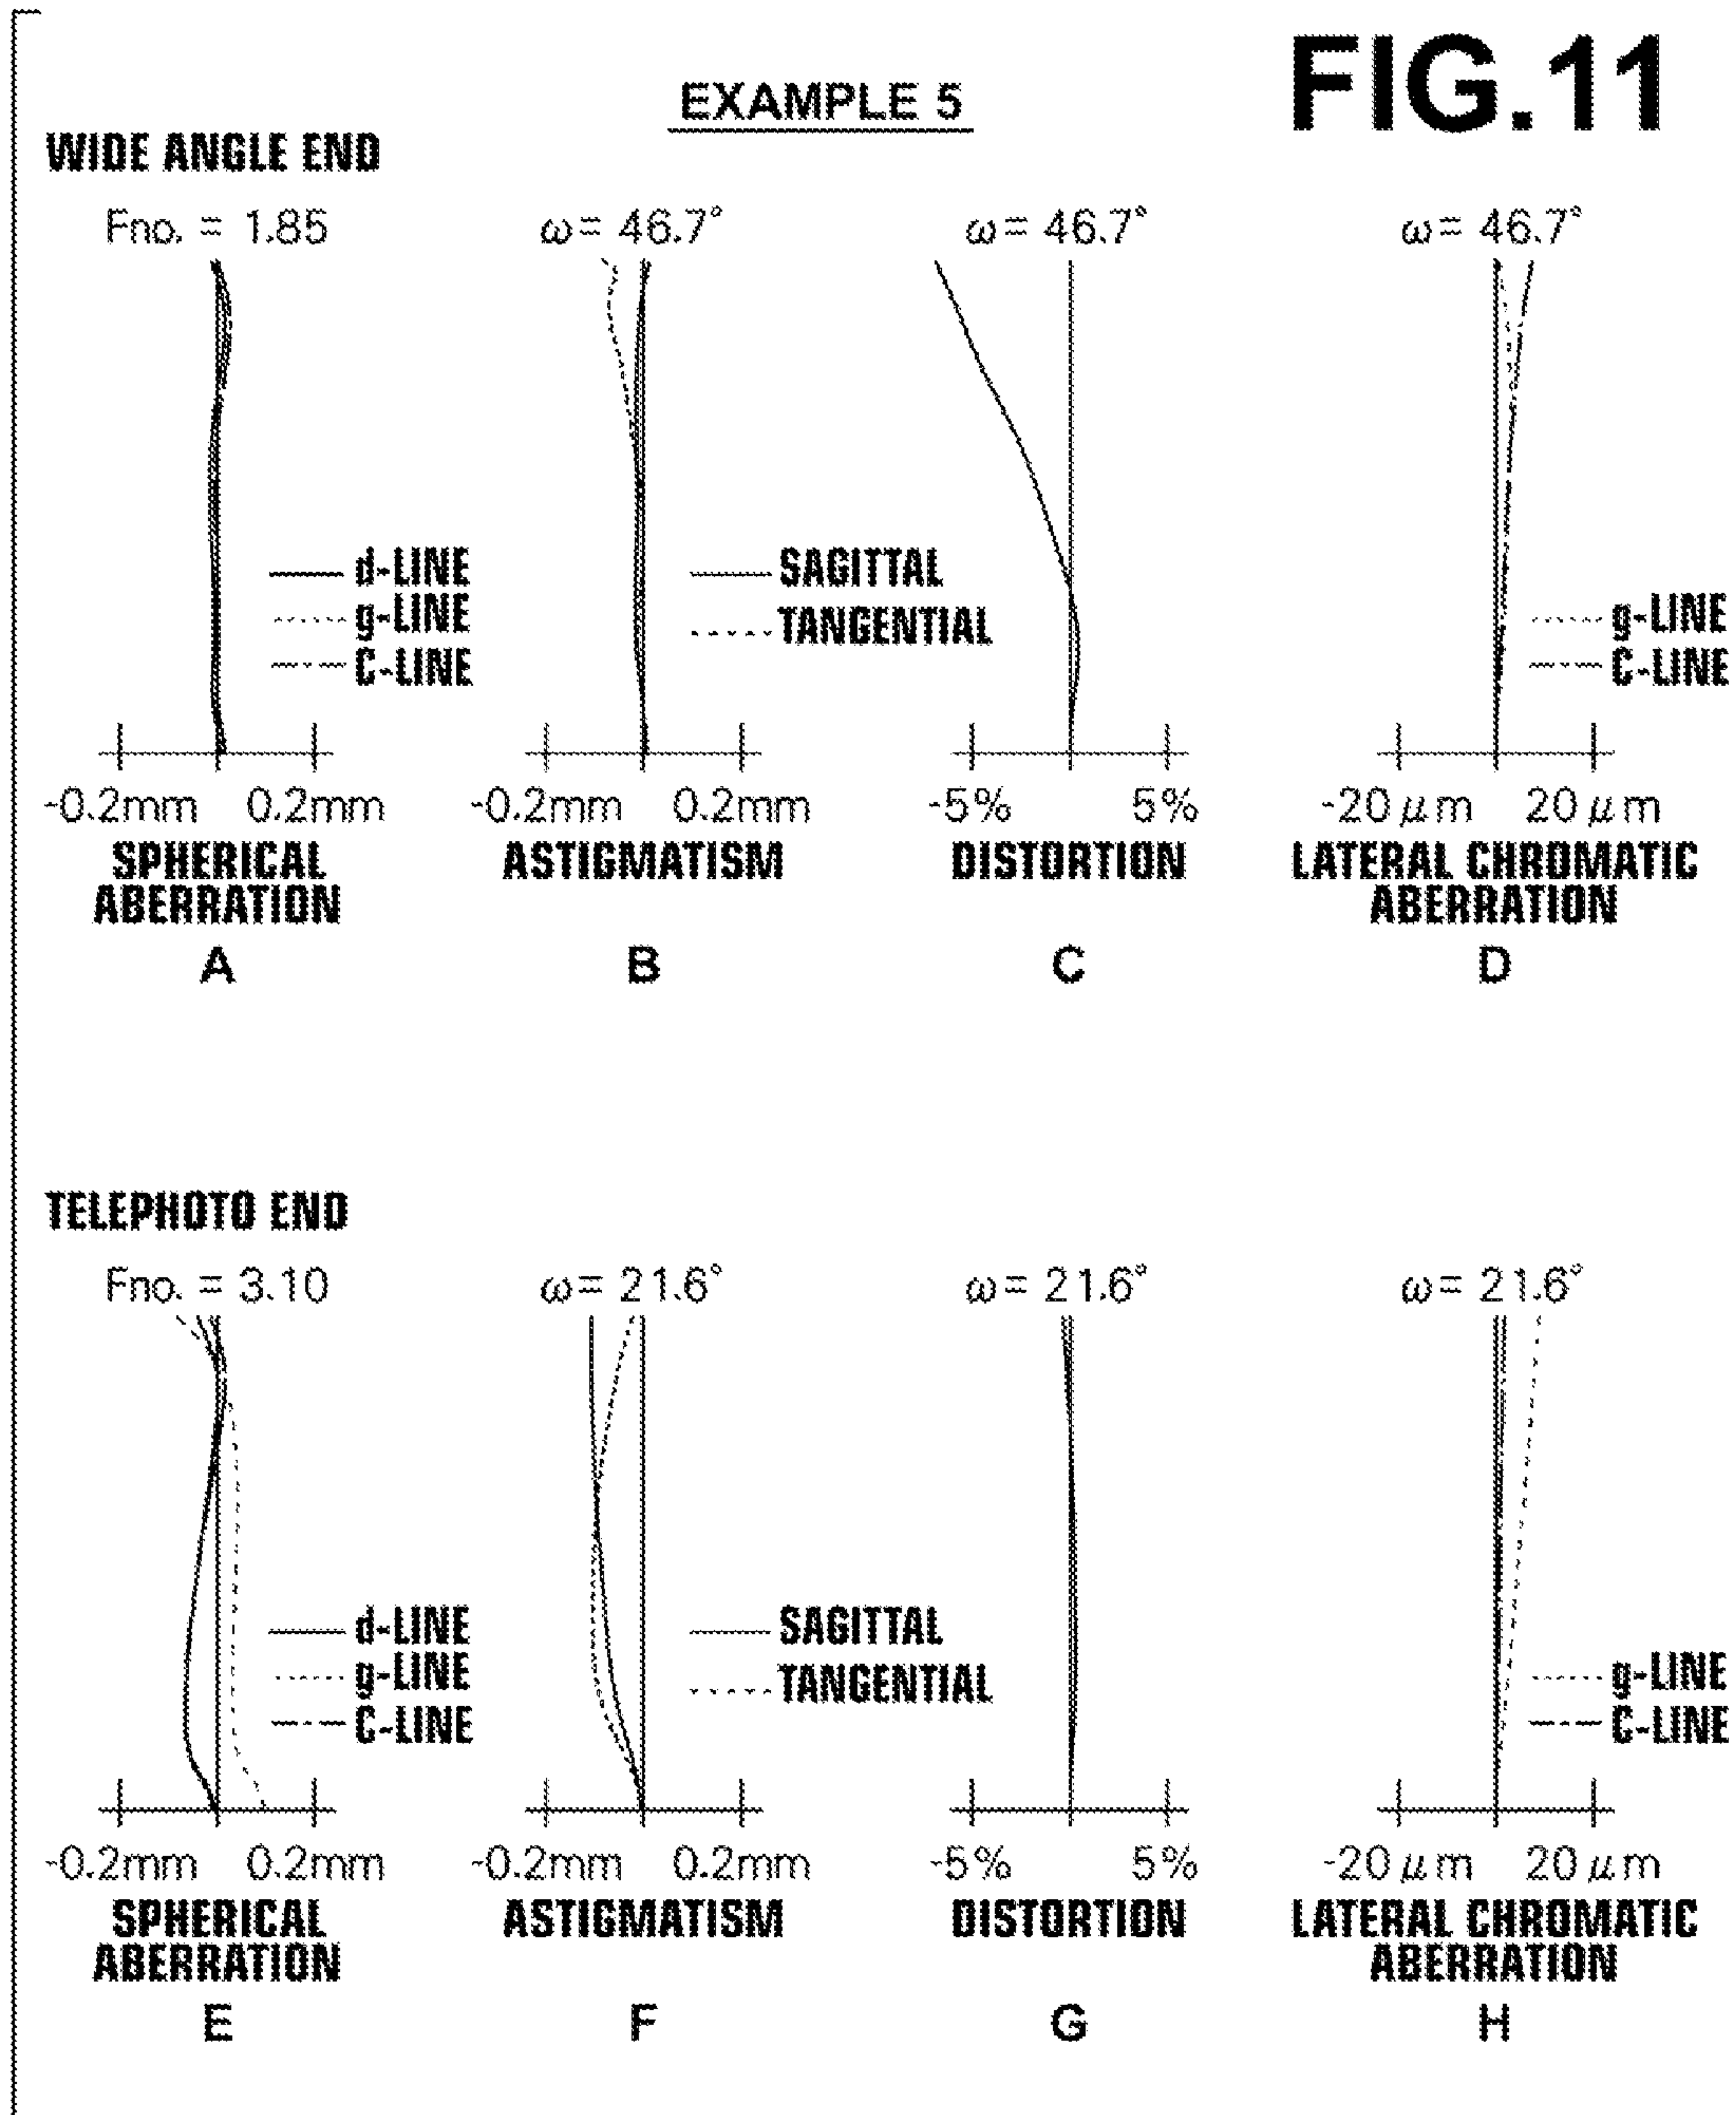 FIG.11
EXAMPLE 5
WIDE ANGLE END
Fno. = 1.85
ω= 46.7°
ω= 46.7°
ω= 46.7°
d-LINE
g-LINE
C-LINE
SAGITTAL
TANGENTIAL
g-LINE
C-LINE
-0.2mm 0.2mm
-0.2mm 0.2mm
-5% 5%
-20μm 20μm
SPHERICAL
ABERRATION
ASTIGMATISM
DISTORTION
LATERAL CHROMATIC
ABERRATION
A
B
C
D
TELEPHOTO END
Fno. = 3.10
ω= 21.6°
ω= 21.6°
ω= 21.6°
d-LINE
g-LINE
C-LINE
SAGITTAL
TANGENTIAL
g-LINE
C-LINE
-0.2mm 0.2mm
-0.2mm 0.2mm
-5% 5%
-20μm 20μm
SPHERICAL
ABERRATION
ASTIGMATISM
DISTORTION
LATERAL CHROMATIC
ABERRATION
E
F
G
H